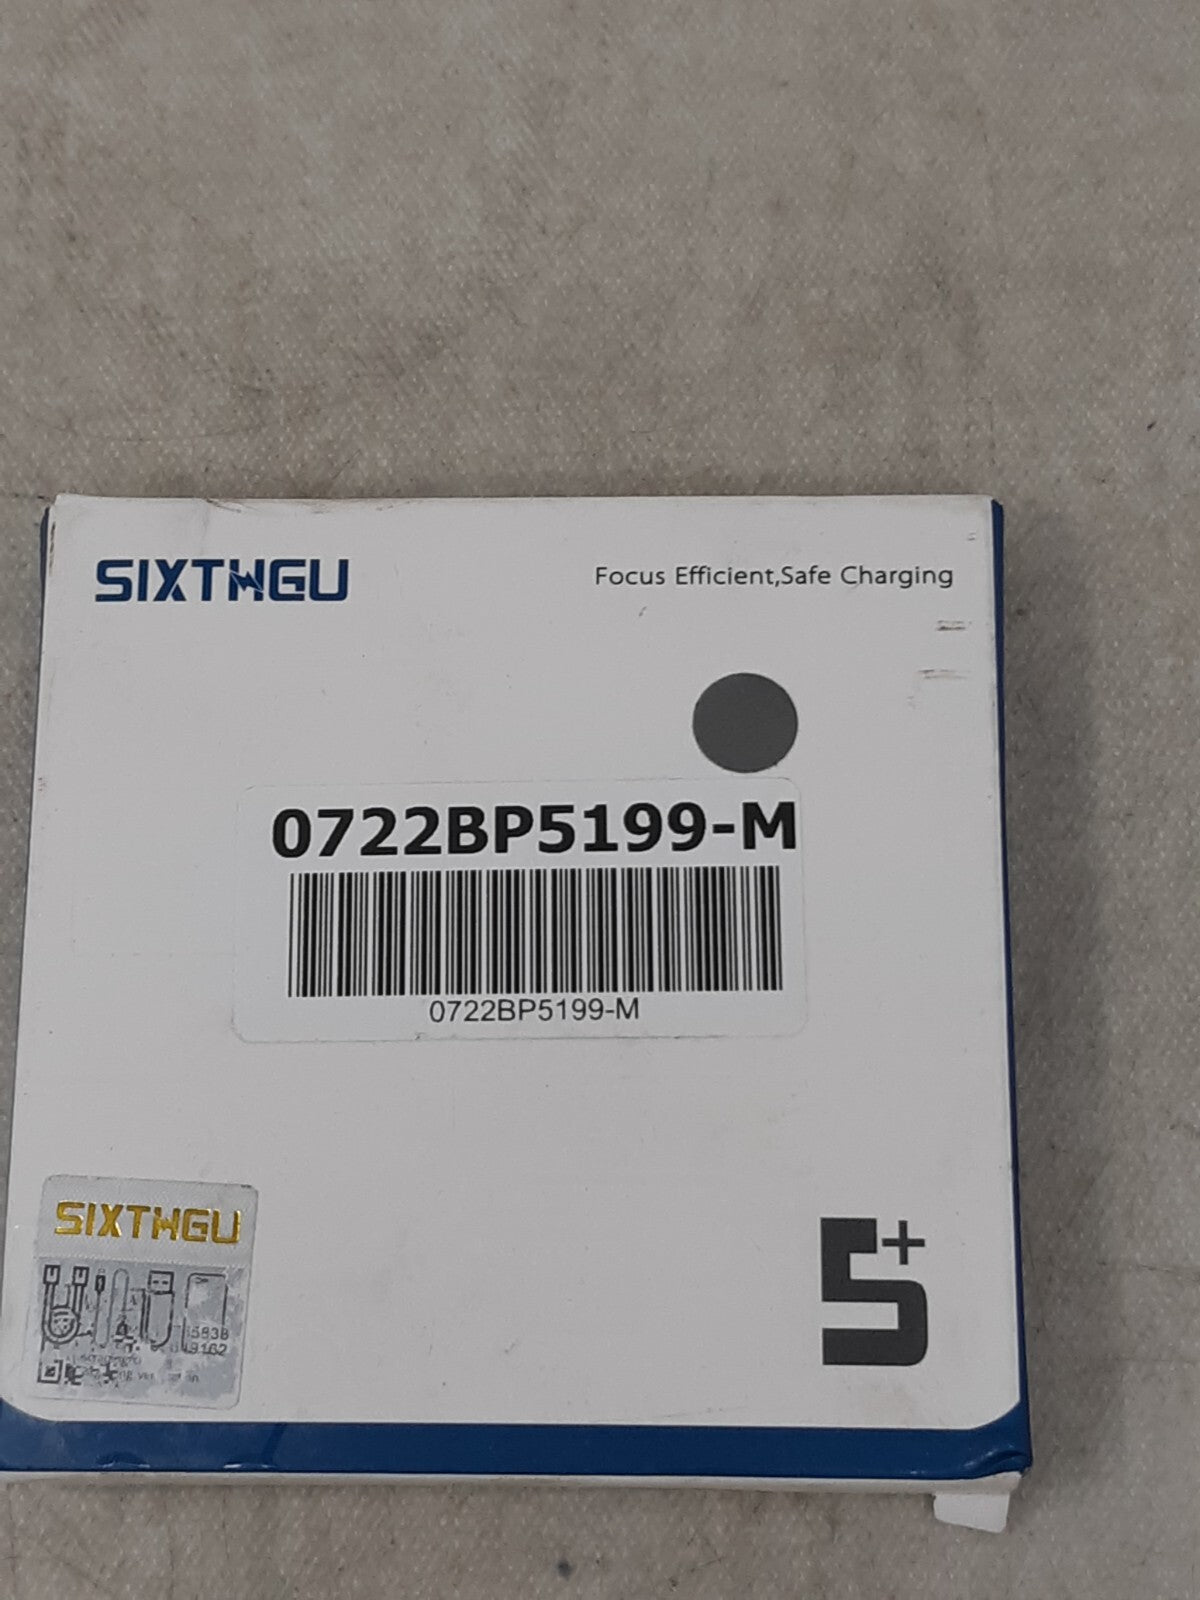 SIXTHGU
Focus Efficient,Safe Charging
0722BP5199-M
0722BP5199-M
SIXTHGU
5+